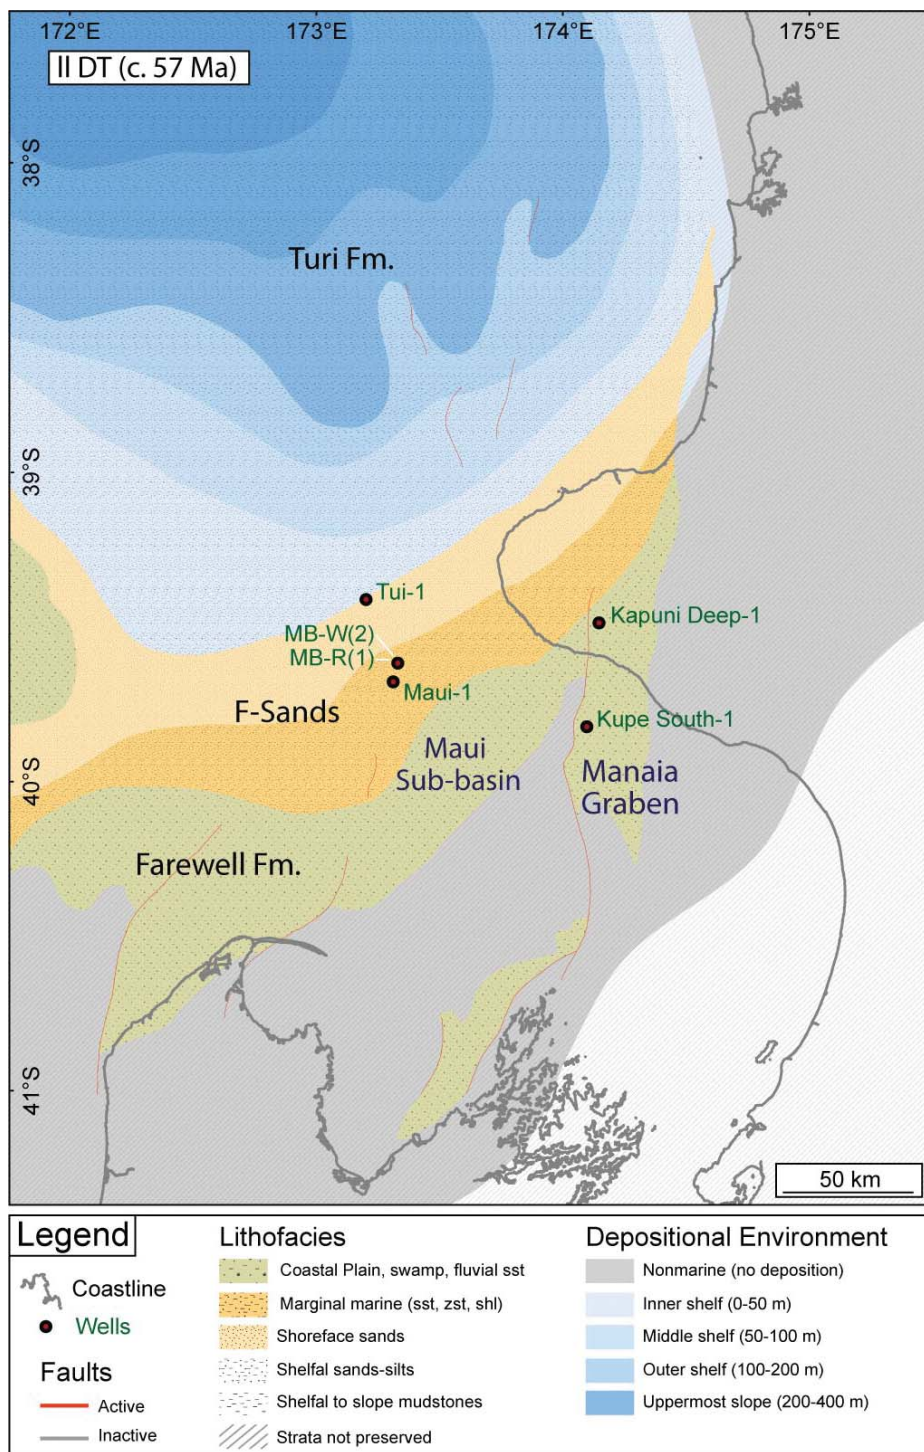 172°E
173°E
174°E
175°E
II DT (c. 57 Ma)
38°S
Turi Fm.
39°S
Tui-1
Kapuni Deep-1
MB-W(2)
MB-R(1)
Maui-1
F-Sands
Kupe South-1
Maui
Sub-basin
Manaia
Graben
40°S
Farewell Fm.
41°S
50 km
Legend
Coastline
Wells
Faults
Active
Inactive
Lithofacies
Coastal Plain, swamp, fluvial sst
Marginal marine (sst, zst, shl)
Shoreface sands
Shelfal sands-silts
Shelfal to slope mudstones
Strata not preserved
Depositional Environment
Nonmarine (no deposition)
Inner shelf (0-50 m)
Middle shelf (50-100 m)
Outer shelf (100-200 m)
Uppermost slope (200-400 m)